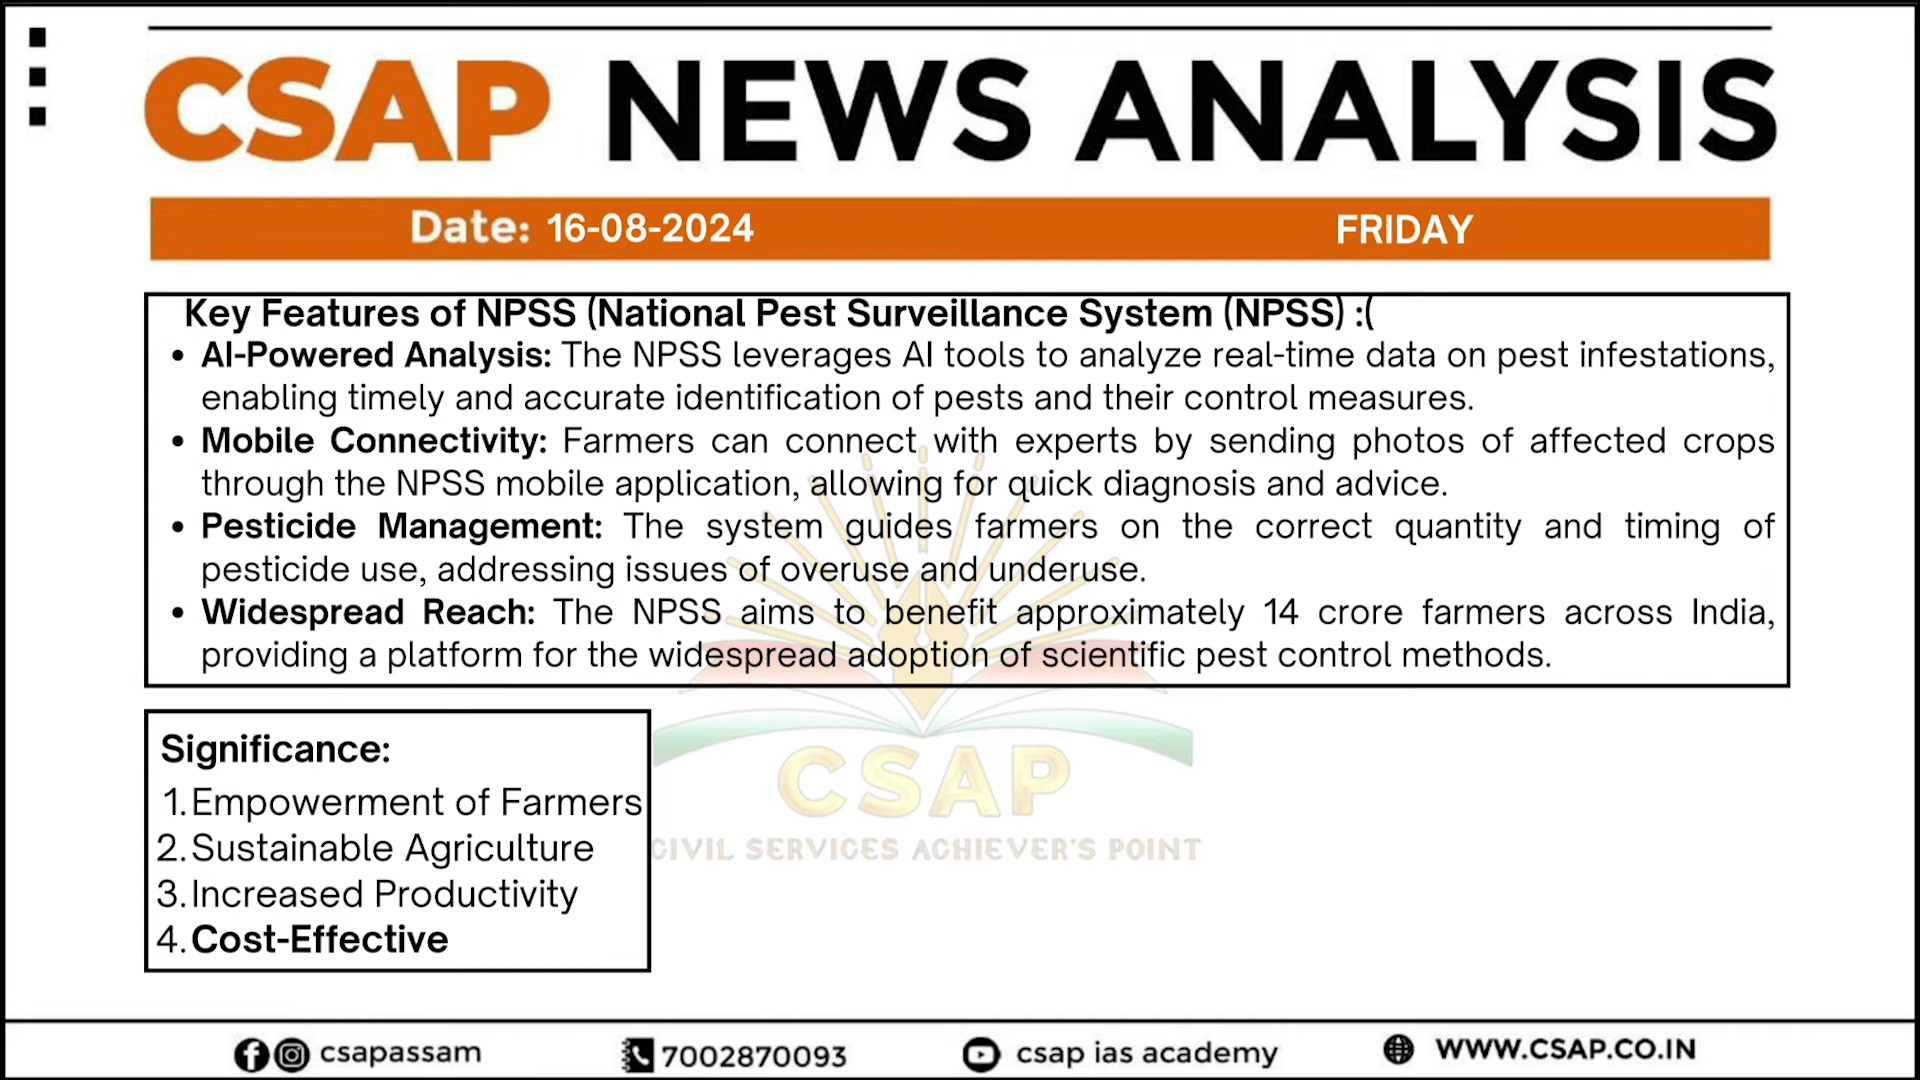 CSAP NEWS ANALYSIS
Date: 16-08-2024 FRIDAY
Key Features of NPSS (National Pest Surveillance System (NPSS) :(
• AI-Powered Analysis: The NPSS leverages AI tools to analyze real-time data on pest infestations,
enabling timely and accurate identification of pests and their control measures.
• Mobile Connectivity: Farmers can connect with experts by sending photos of affected crops
through the NPSS mobile application, allowing for quick diagnosis and advice.
• Pesticide Management: The system guides farmers on the correct quantity and timing of
pesticide use, addressing issues of overuse and underuse.
• Widespread Reach: The NPSS aims to benefit approximately 14 crore farmers across India,
providing a platform for the widespread adoption of scientific pest control methods.
Significance:
1. Empowerment of Farmers
2. Sustainable Agriculture
3. Increased Productivity
4. Cost-Effective
CSAP
CIVIL SERVICES ACHIEVER'S POINT
csapassam 7002870093 csap ias academy WWW.CSAP.CO.IN